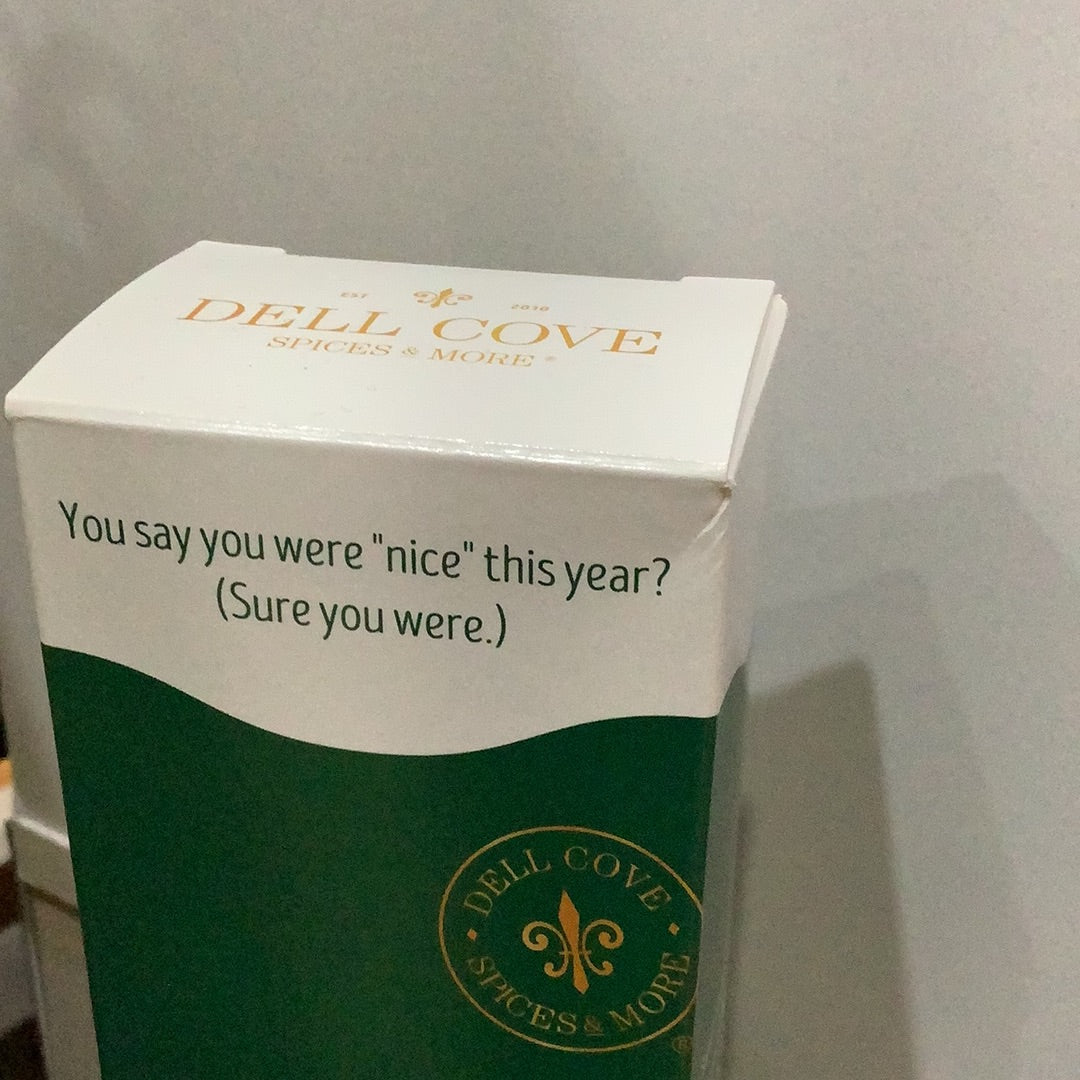 EST 2010
DELL COVE
SPICES & MORE
You say you were "nice" this year?
(Sure you were.)
DELL COVE
SPICES & MORE
®